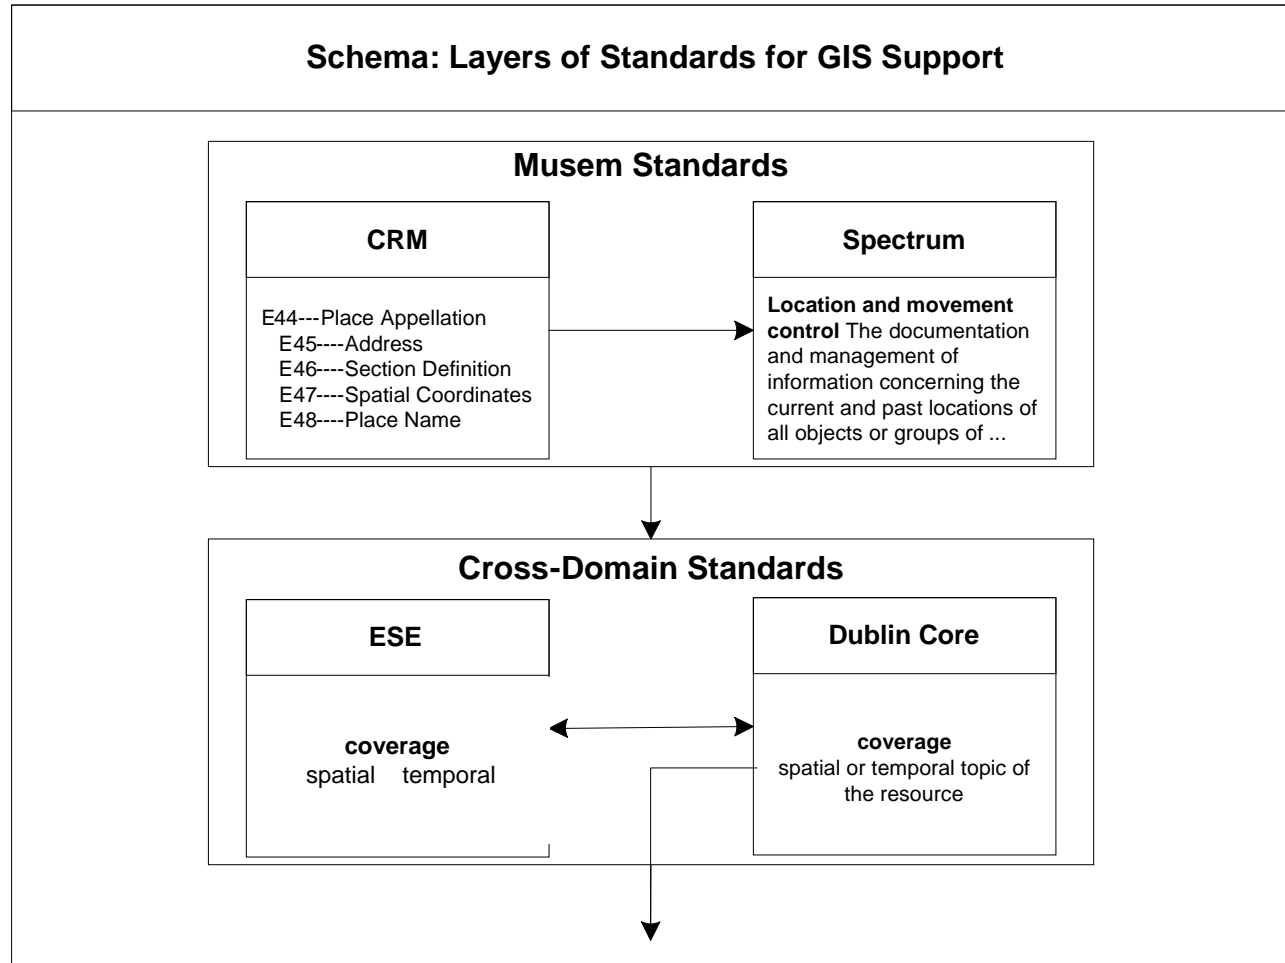 Schema: Layers of Standards for GIS Support
Musem Standards
CRM
E44---Place Appellation
E45----Address
E46----Section Definition
E47----Spatial Coordinates
E48----Place Name
Spectrum
Location and movement
control The documentation
and management of
information concerning the
current and past locations of
all objects or groups of ...
Cross-Domain Standards
ESE
coverage
spatial temporal
Dublin Core
coverage
spatial or temporal topic of
the resource